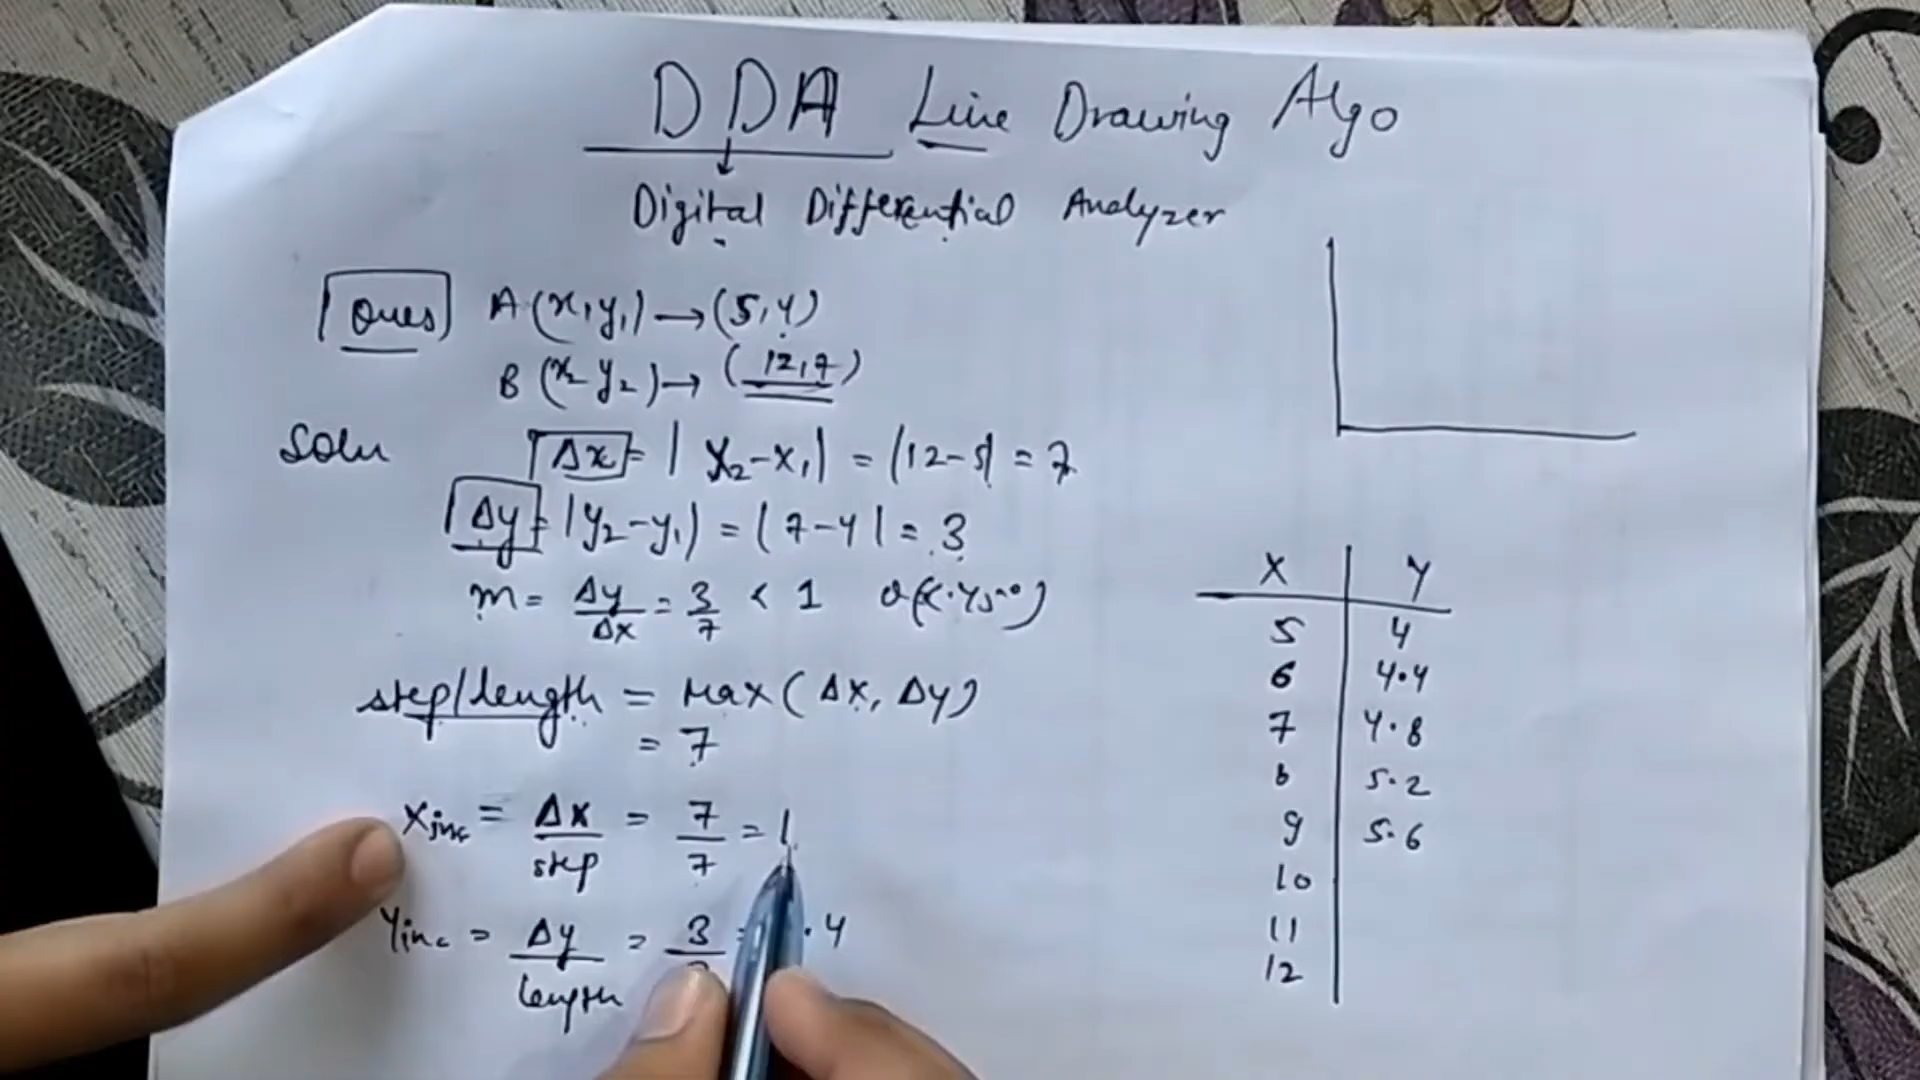 DDA Line Drawing Algo
Digital Differential Analyzer
Ques A (x1 y1) → (5,4)
B (x2 y2) → (12,7)
Solu Δx = | x2-x1 | = |12-5| = 7
Δy = |y2-y1) = | 7-4 | = 3
m = Δy/Δx = 3/7 < 1
step/length = Max (Δx, Δy)
= 7
xinc = Δx/step = 7/7 = 1
Yinc = Δy/length = 3
X Y
5 4
6 4.4
7 4.8
8 5.2
9 5.6
10
11
12